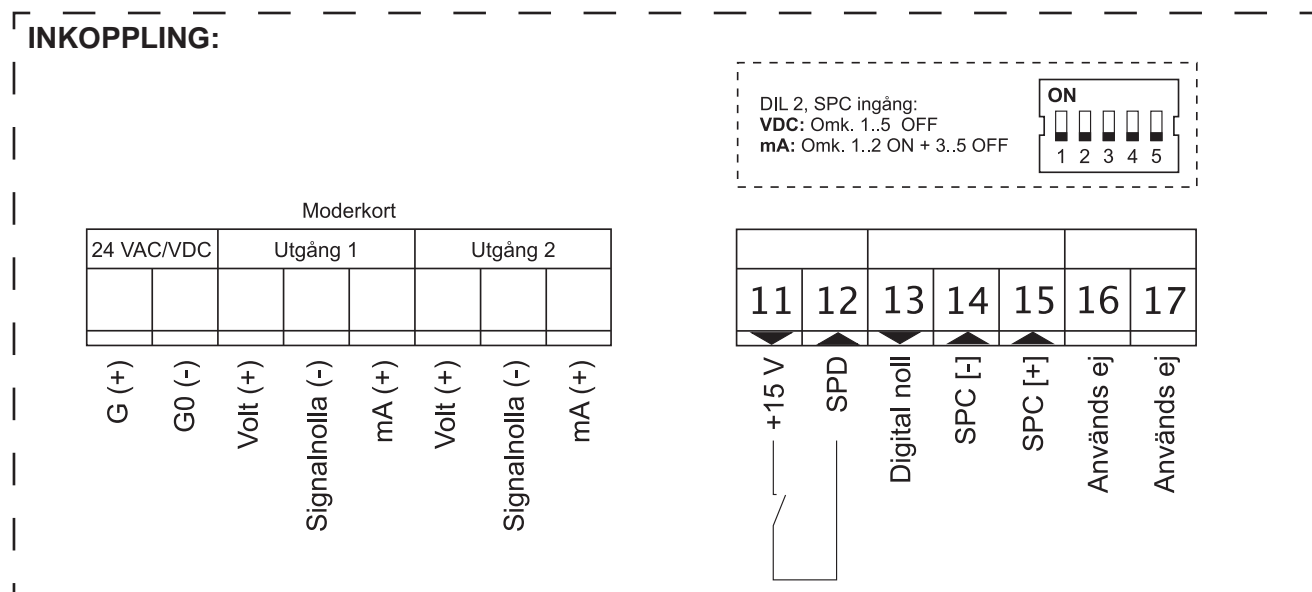 INKOPPLING:
DIL 2, SPC ingång:
VDC: Omk. 1..5 OFF
mA: Omk. 1..2 ON + 3..5 OFF
ON
1 2 3 4 5
Moderkort
24 VAC/VDC Utgång 1 Utgång 2
G (+)
G0 (-)
Volt (+)
Signalnolla (-)
mA (+)
Volt (+)
Signalnolla (-)
mA (+)
11 12 13 14 15 16 17
+15 V
SPD
Digital noll
SPC [-]
SPC [+]
Används ej
Används ej